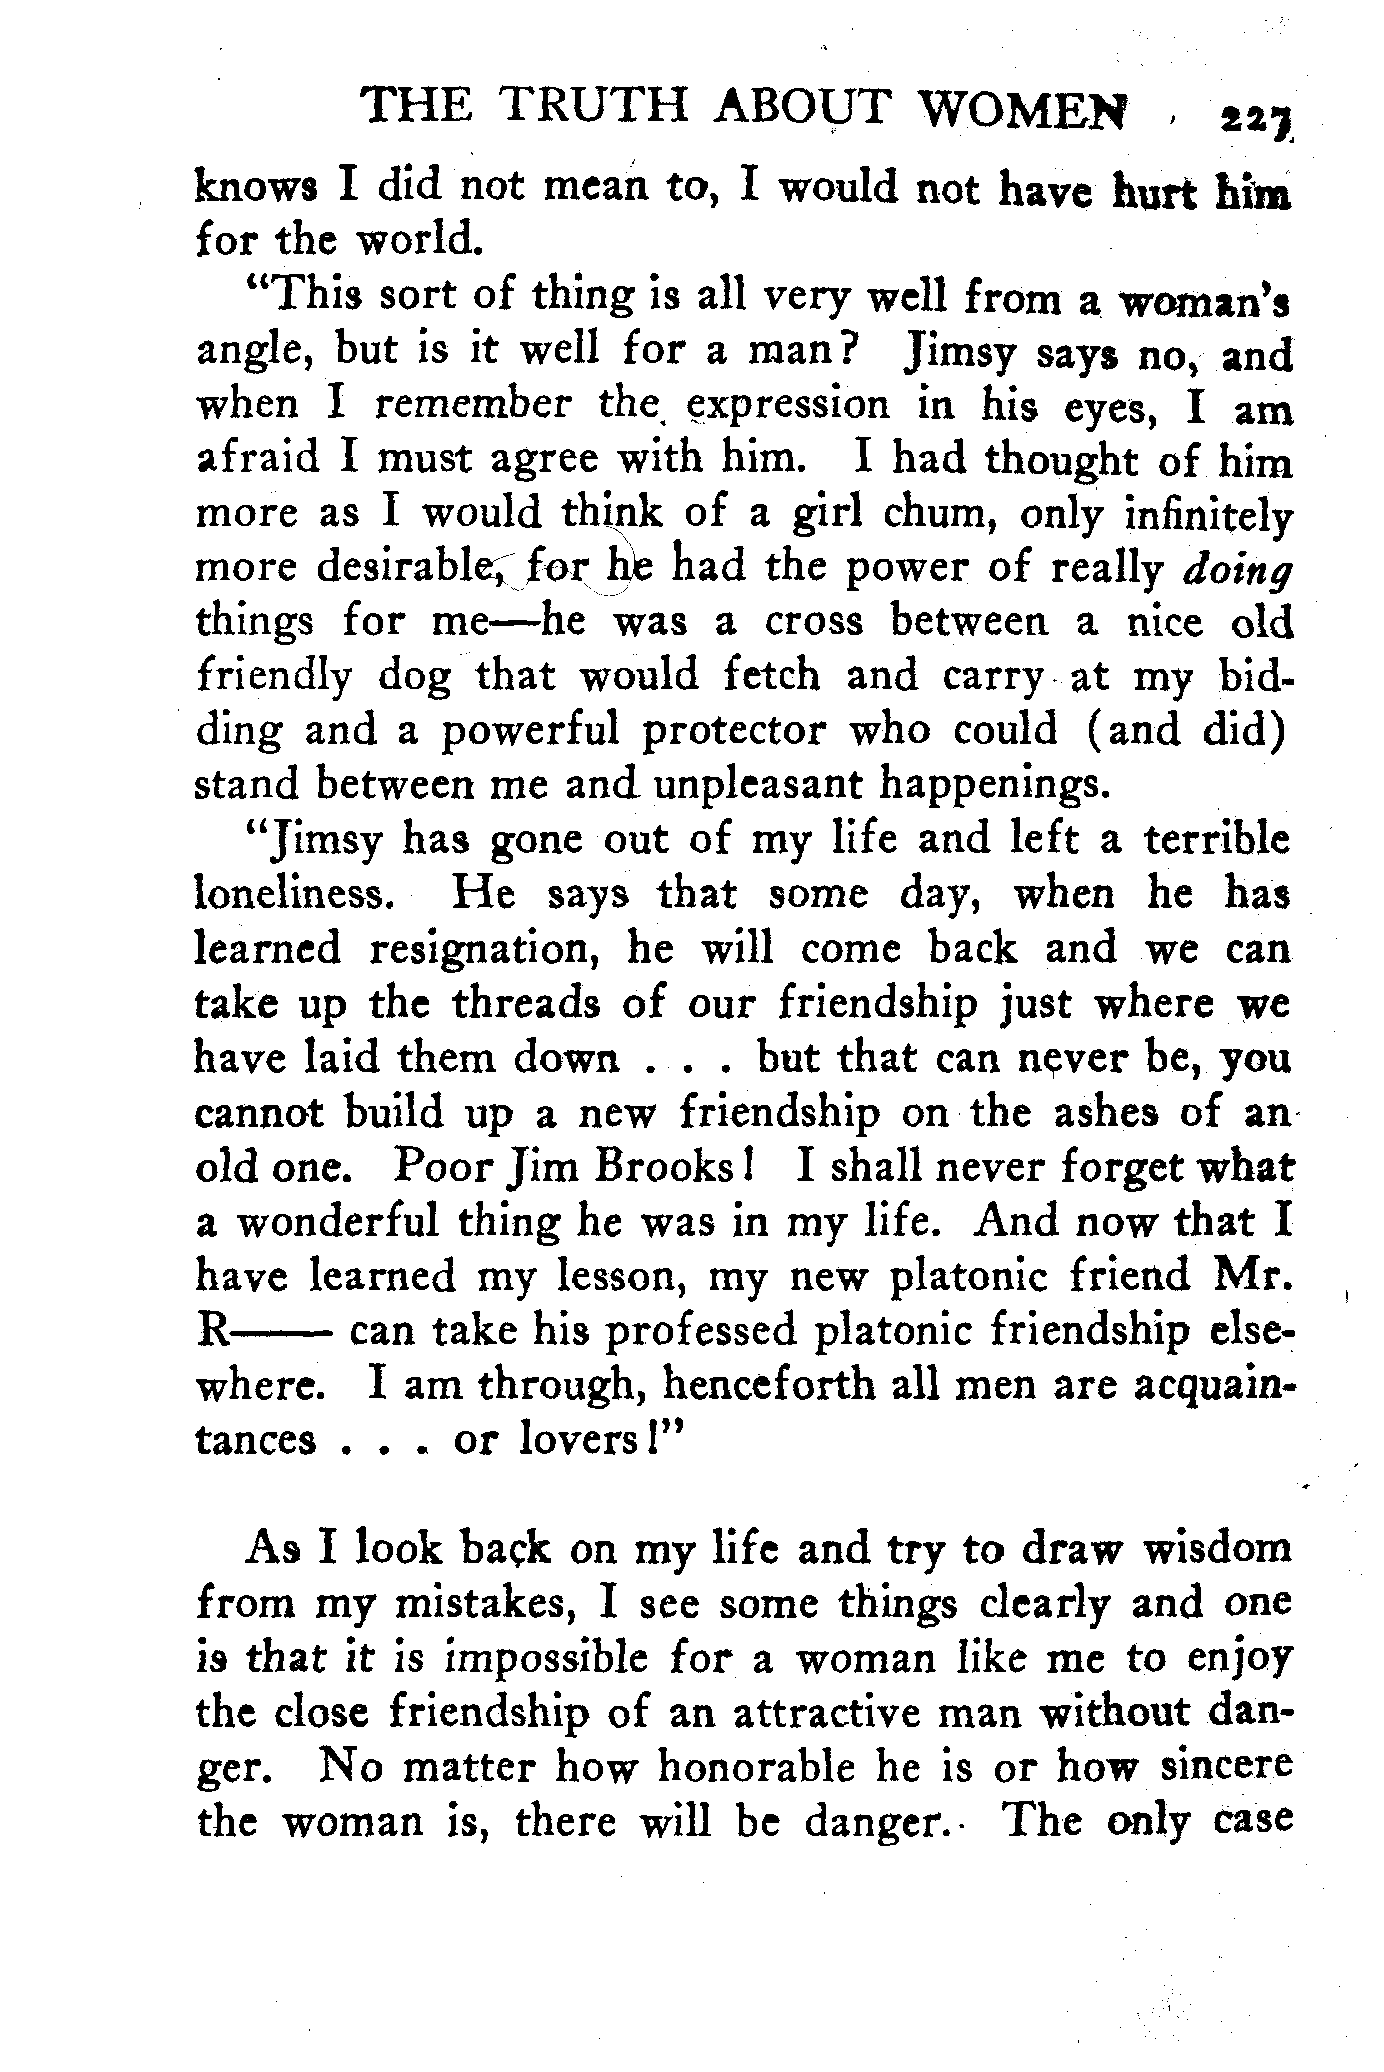 THE TRUTH ABOUT WOMEN 227
knows I did not mean to, I would not have hurt him
for the world.
"This sort of thing is all very well from a woman's
angle, but is it well for a man? Jimsy says no, and
when I remember the expression in his eyes, I am
afraid I must agree with him. I had thought of him
more as I would think of a girl chum, only infinitely
more desirable, for he had the power of really doing
things for me—he was a cross between a nice old
friendly dog that would fetch and carry at my bid-
ding and a powerful protector who could (and did)
stand between me and unpleasant happenings.
"Jimsy has gone out of my life and left a terrible
loneliness. He says that some day, when he has
learned resignation, he will come back and we can
take up the threads of our friendship just where we
have laid them down . . . but that can never be, you
cannot build up a new friendship on the ashes of an
old one. Poor Jim Brooks! I shall never forget what
a wonderful thing he was in my life. And now that I
have learned my lesson, my new platonic friend Mr.
R—— can take his professed platonic friendship else-
where. I am through, henceforth all men are acquain-
tances . . . or lovers!"
As I look back on my life and try to draw wisdom
from my mistakes, I see some things clearly and one
is that it is impossible for a woman like me to enjoy
the close friendship of an attractive man without dan-
ger. No matter how honorable he is or how sincere
the woman is, there will be danger. The only case